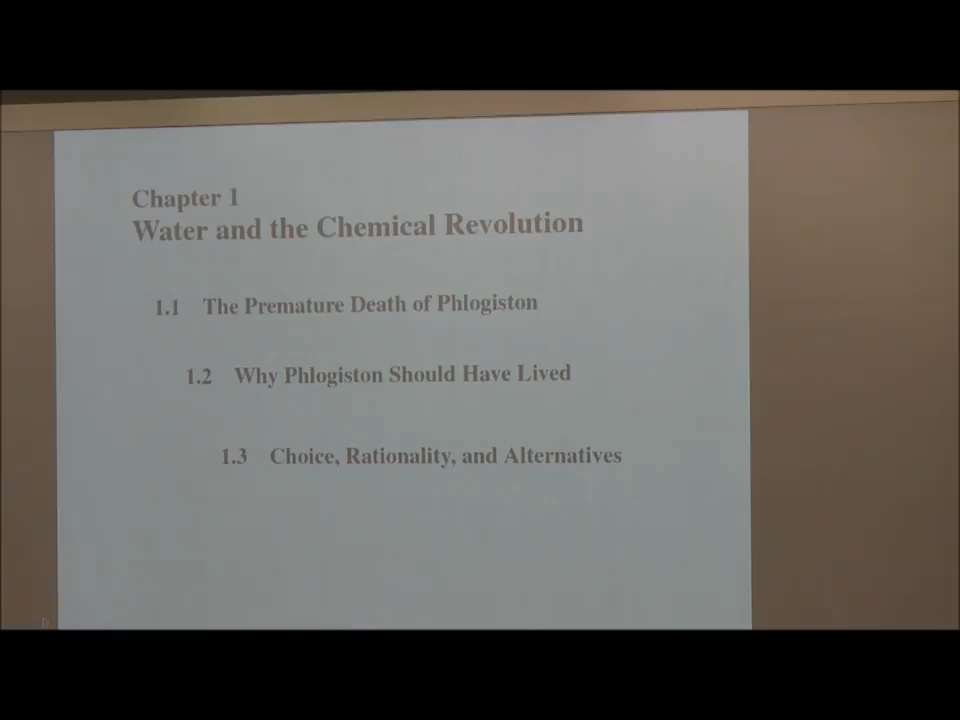 Chapter 1
Water and the Chemical Revolution
1.1 The Premature Death of Phlogiston
1.2 Why Phlogiston Should Have Lived
1.3 Choice, Rationality, and Alternatives